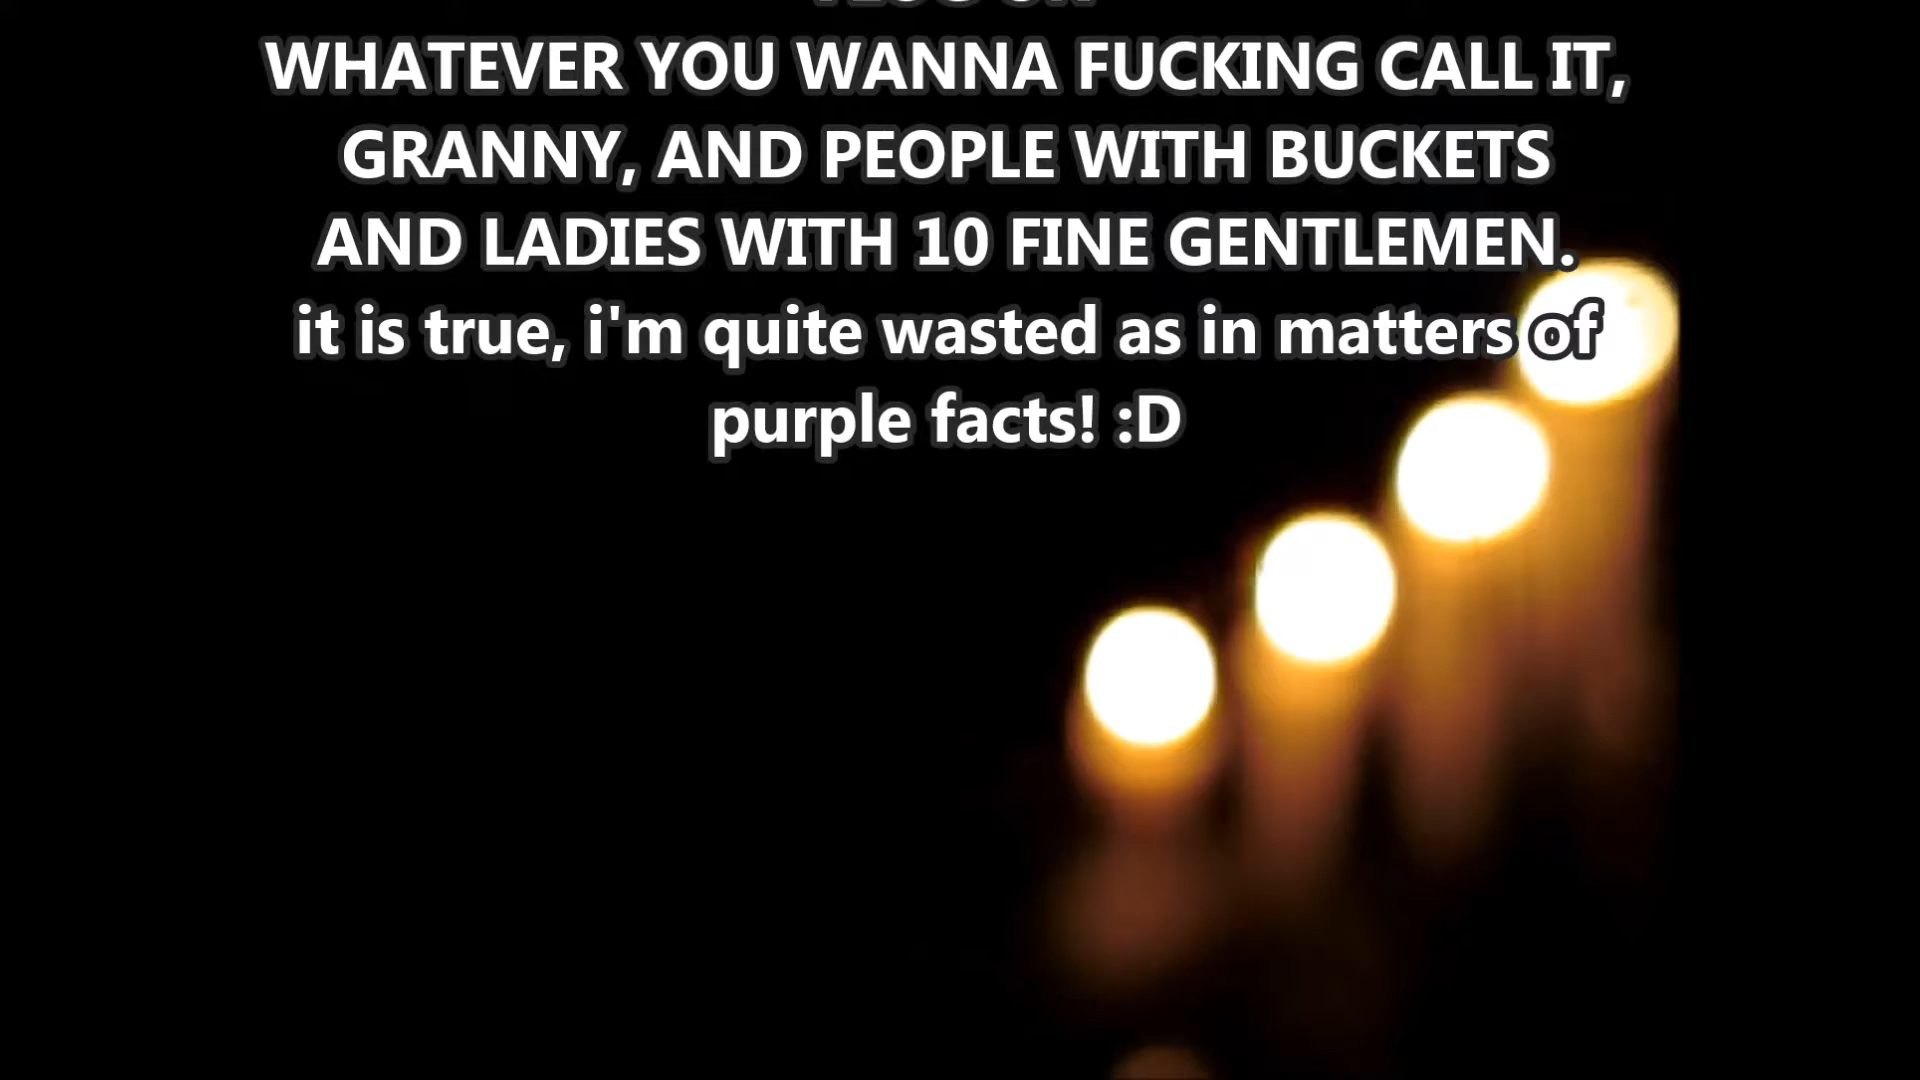 WHATEVER YOU WANNA FUCKING CALL IT,
GRANNY, AND PEOPLE WITH BUCKETS
AND LADIES WITH 10 FINE GENTLEMEN.
it is true, i'm quite wasted as in matters of
purple facts! :D